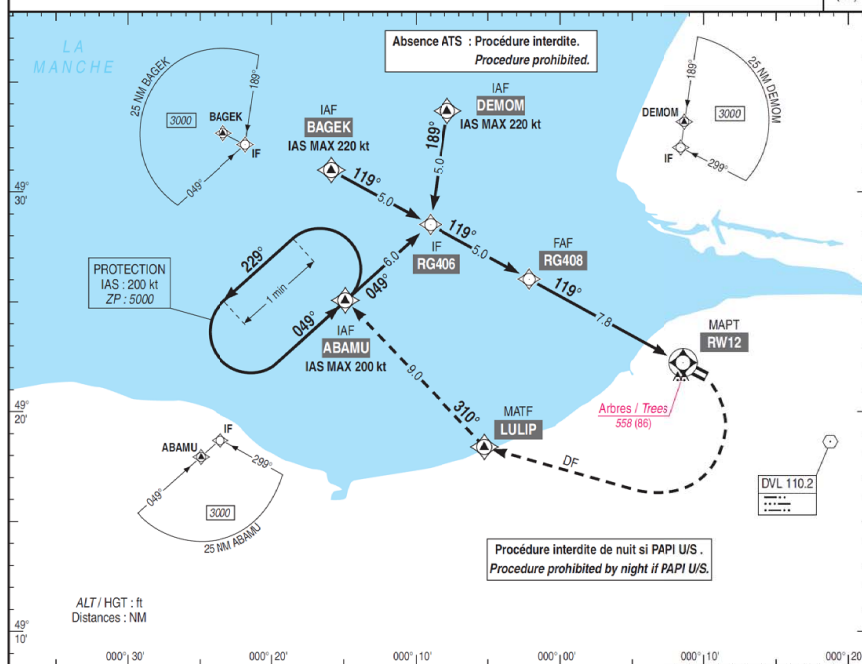 LA
MANCHE
Absence ATS : Procédure interdite.
Procedure prohibited.
25 NM BAGEK
189°
3000
BAGEK
IF
049°
IAF
BAGEK
IAS MAX 220 kt
IAF
DEMOM
IAS MAX 220 kt
25 NM DEMOM
189°
DEMOM
3000
IF
299°
189°
5.0
119°
5.0
49°
30'
IF
RG406
119°
5.0
FAF
RG408
119°
7.8
PROTECTION
IAS : 200 kt
ZP : 5000
229°
1 min
049°
6.0
049°
IAF
ABAMU
IAS MAX 200 kt
MAPT
RW12
9.0
310°
Arbres / Trees
558 (86)
49°
20'
MATF
LULIP
DF
DVL 110.2
ABAMU
IF
049°
299°
3000
25 NM ABAMU
Procédure interdite de nuit si PAPI U/S .
Procedure prohibited by night if PAPI U/S.
ALT / HGT : ft
Distances : NM
49°
10'
000° 30'
000° 20'
000° 10'
000° 00'
000° 10'
000° 20